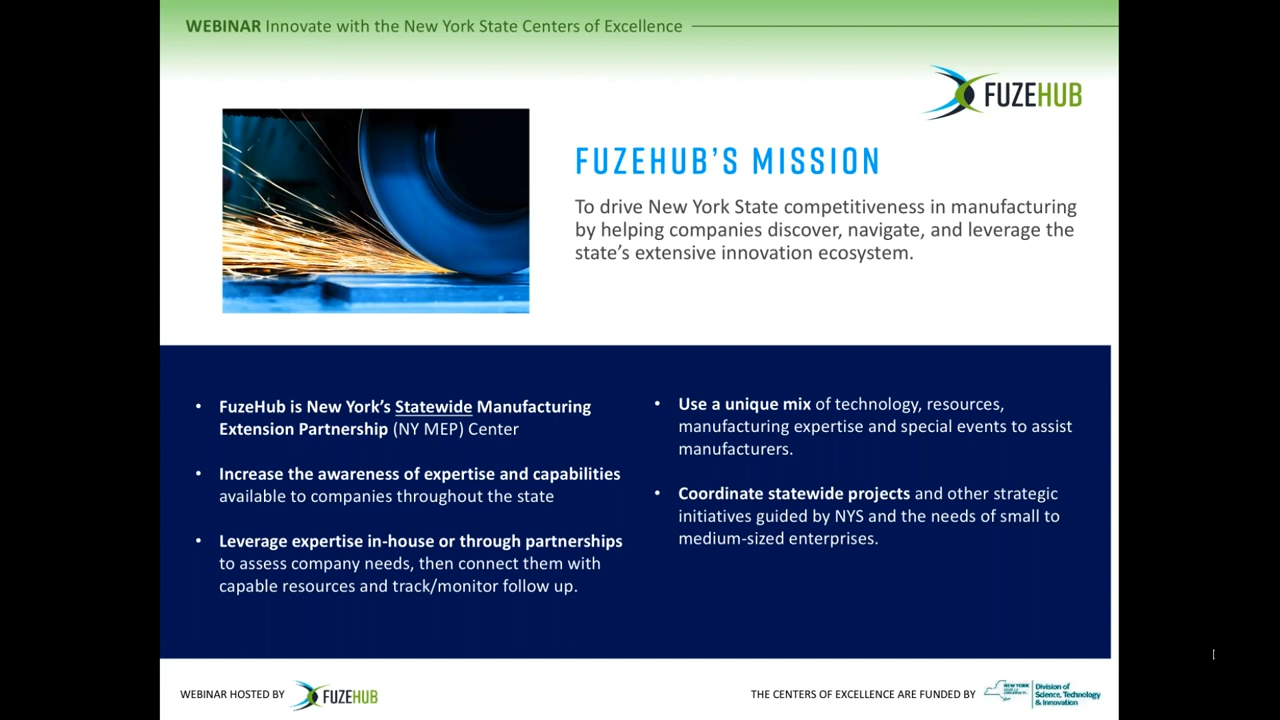 WEBINAR Innovate with the New York State Centers of Excellence
FUZEHUB
FUZEHUB'S MISSION
To drive New York State competitiveness in manufacturing
by helping companies discover, navigate, and leverage the
state's extensive innovation ecosystem.
• FuzeHub is New York's Statewide Manufacturing
Extension Partnership (NY MEP) Center
• Increase the awareness of expertise and capabilities
available to companies throughout the state
• Leverage expertise in-house or through partnerships
to assess company needs, then connect them with
capable resources and track/monitor follow up.
• Use a unique mix of technology, resources,
manufacturing expertise and special events to assist
manufacturers.
• Coordinate statewide projects and other strategic
initiatives guided by NYS and the needs of small to
medium-sized enterprises.
WEBINAR HOSTED BY
FUZEHUB
THE CENTERS OF EXCELLENCE ARE FUNDED BY
NEW YORK
Division of
Science, Technology
& Innovation